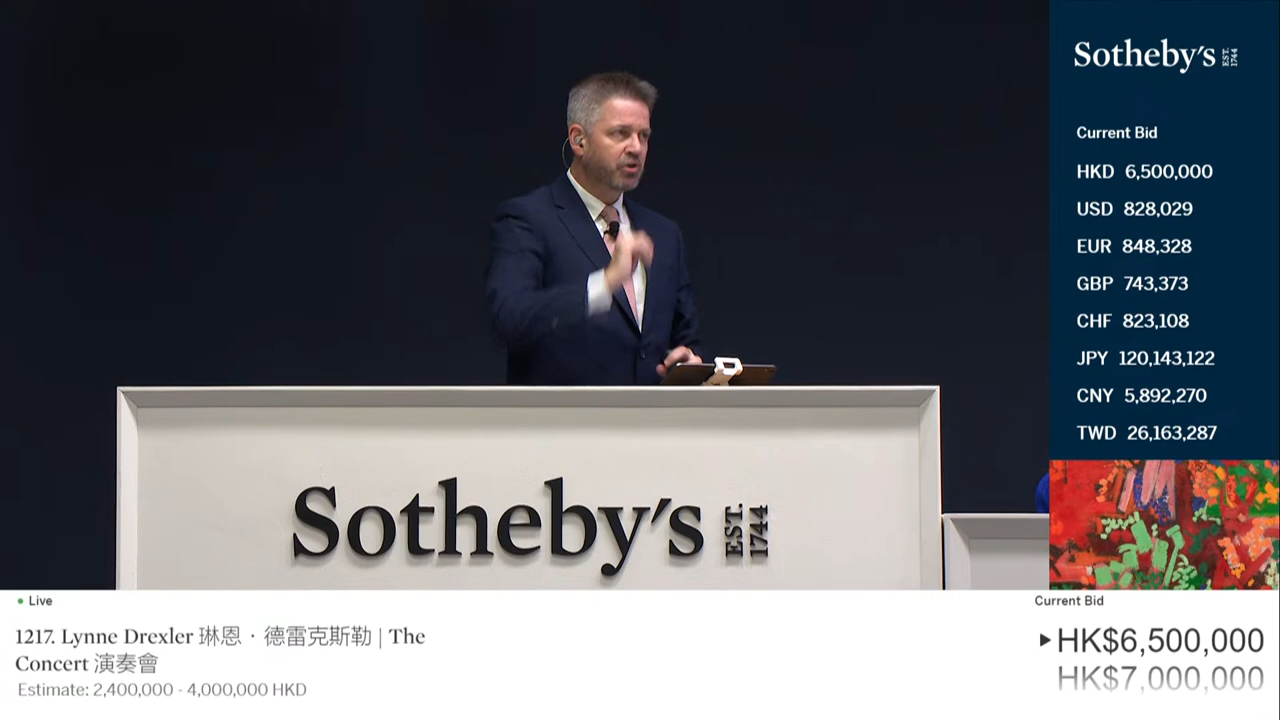 Sotheby's EST. 1744
Current Bid
HKD 6,500,000
USD 828,029
EUR 848,328
GBP 743,373
CHF 823,108
JPY 120,143,122
CNY 5,892,270
TWD 26,163,287
Sotheby's EST. 1744
Live
1217. Lynne Drexler 琳恩・德雷克斯勒 | The
Concert 演奏會
Estimate: 2,400,000 - 4,000,000 HKD
Current Bid
HK$6,500,000
HK$7,000,000